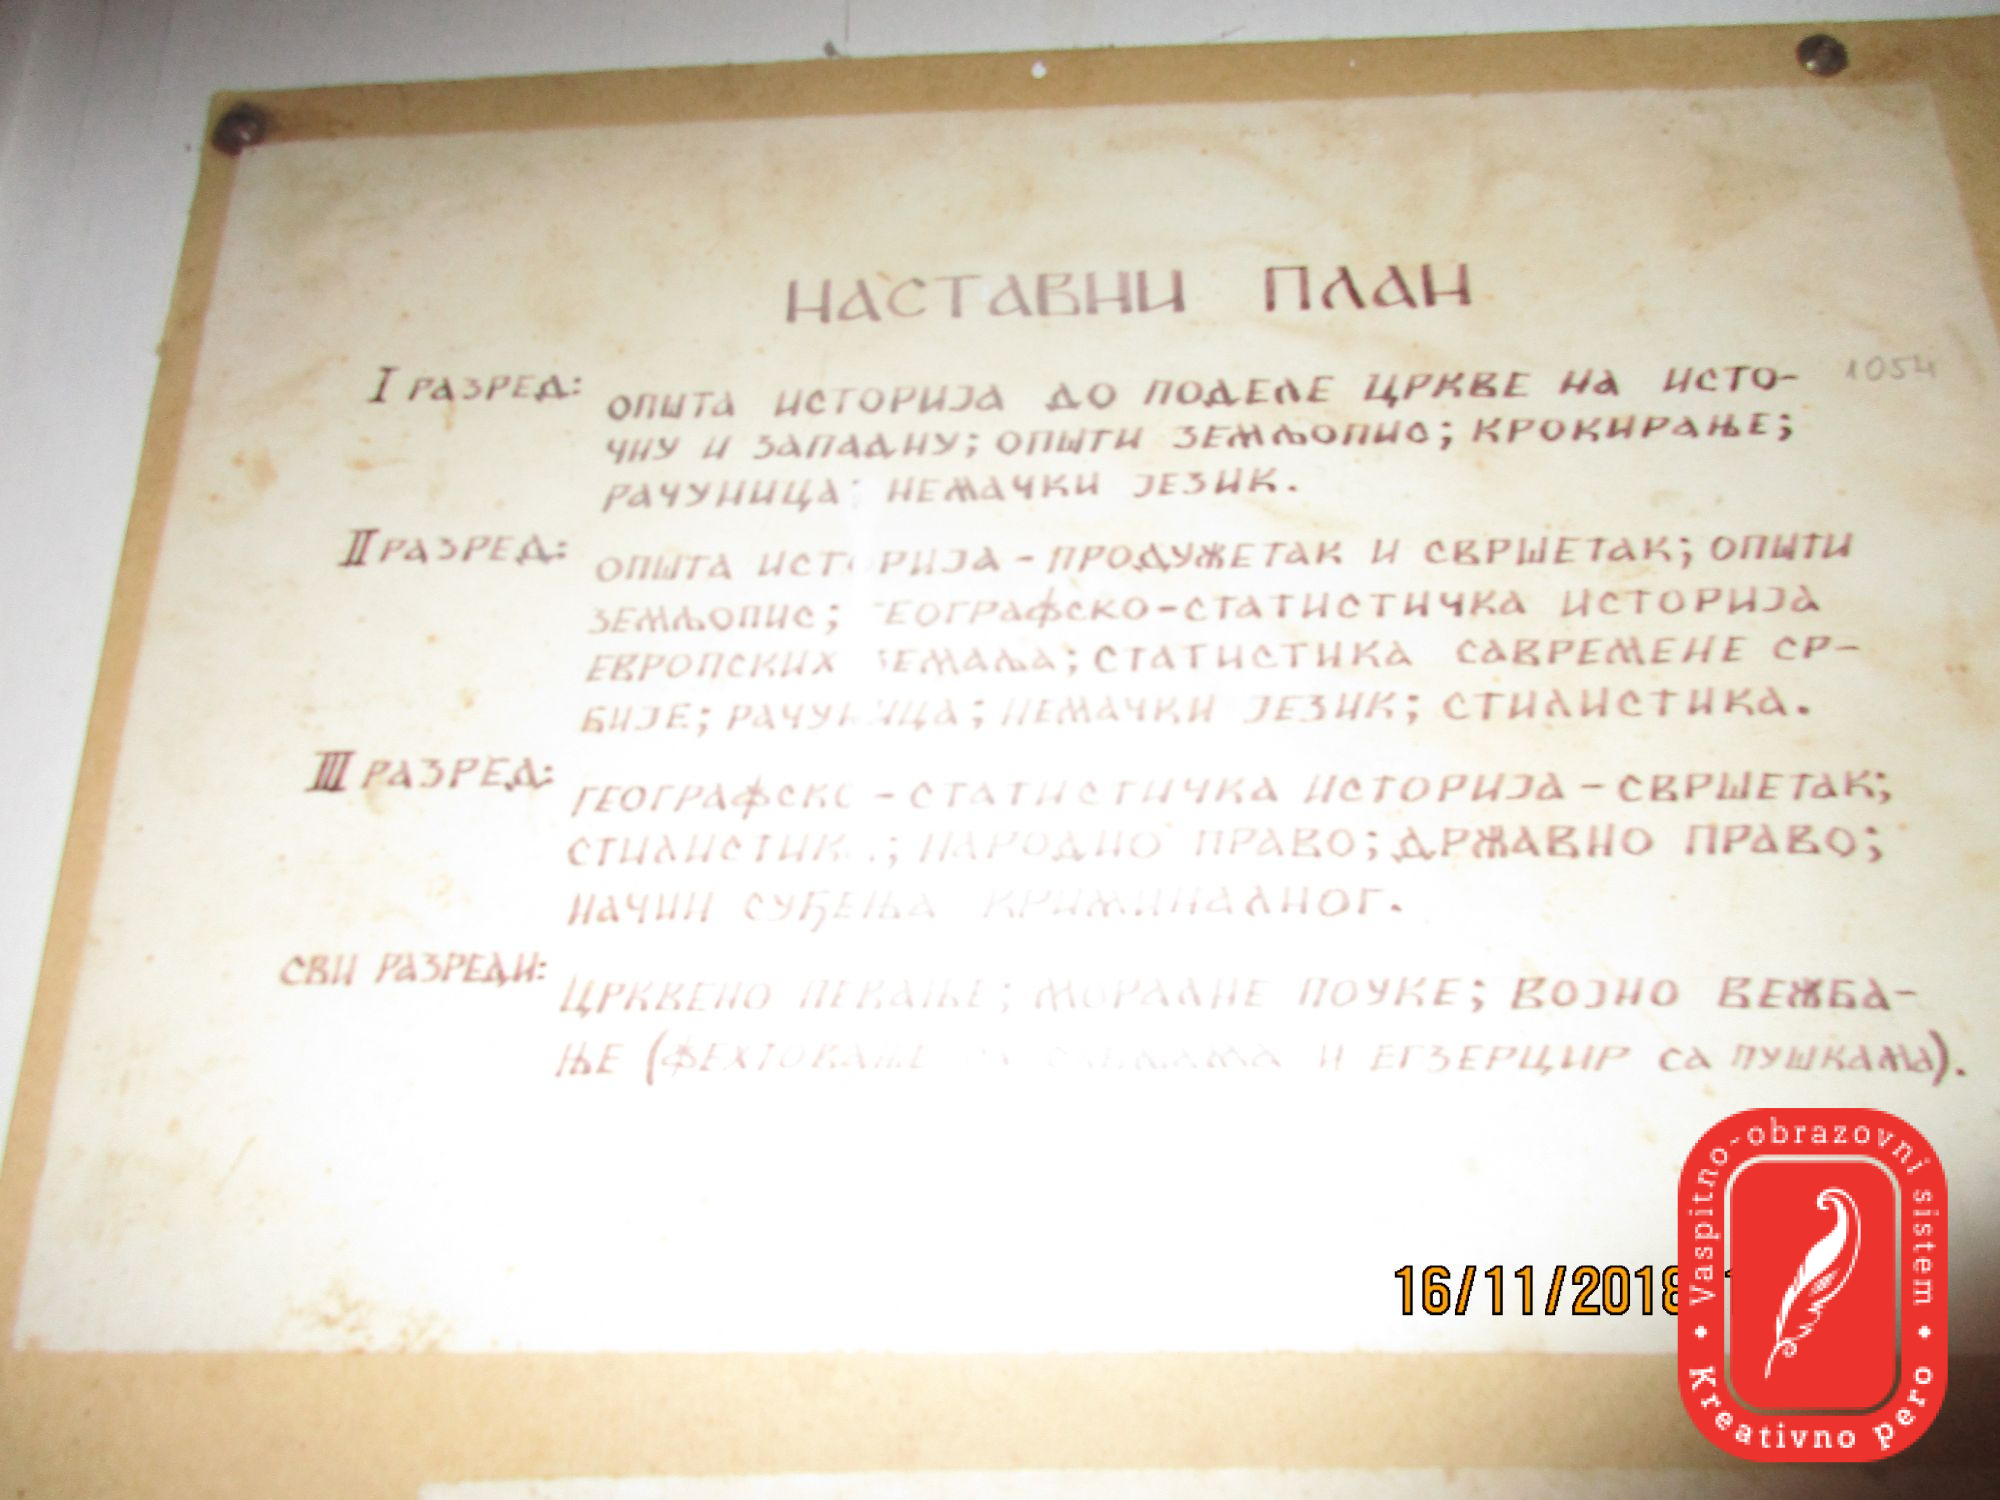 НАСТАВНИ ПЛАН
I РАЗРЕД: ОПШТА ИСТОРИЈА ДО ПОДЕЛЕ ЦРКВЕ НА ИСТО- 1054
ЧНУ И ЗАПАДНУ; ОПШТИ ЗЕМЉОПИС; КРОКИРАЊЕ;
РАЧУНИЦА; НЕМАЧКИ ЈЕЗИК.
II РАЗРЕД: ОПШТА ИСТОРИЈА - ПРОДУЖЕТАК И СВРШЕТАК; ОПШТИ
ЗЕМЉОПИС; ГЕОГРАФСКО-СТАТИСТИЧКА ИСТОРИЈА
ЕВРОПСКИХ ЗЕМАЉА; СТАТИСТИКА САВРЕМЕНЕ СР-
БИЈЕ; РАЧУНИЦА; НЕМАЧКИ ЈЕЗИК; СТИЛИСТИКА.
III РАЗРЕД: ГЕОГРАФСКО - СТАТИСТИЧКА ИСТОРИЈА - СВРШЕТАК;
СТИЛИСТИКА; НАРОДНО ПРАВО; ДРЖАВНО ПРАВО;
НАЧИН СУЂЕЊА КРИМИНАЛНОГ.
СВИ РАЗРЕДИ: ЦРКВЕНО ПЕВАЊЕ; МОРАЛНЕ ПОУКЕ; ВОЈНО ВЕЖБА-
ЊЕ (ФЕХТОВАЊЕ СА САБЉАМА И ЕГЗЕРЦИР СА ПУШКАМА).
16/11/2018
Vaspitno-obrazovni sistem
Kreativno pero